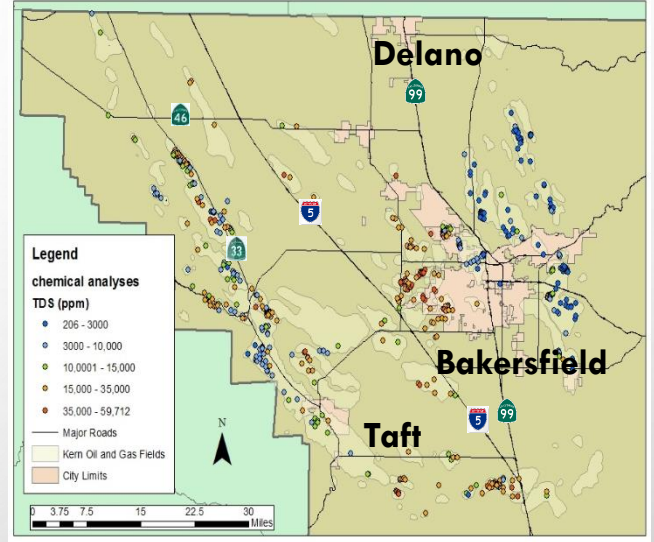 Delano
99
46
5
33
Legend
chemical analyses
TDS (ppm)
206 - 3000
3000 - 10,000
10,0001 - 15,000
15,000 - 35,000
35,000 - 59,712
Major Roads
Kern Oil and Gas Fields
City Limits
N
0 3.75 7.5 15 22.5 30
Miles
Bakersfield
Taft
5
99